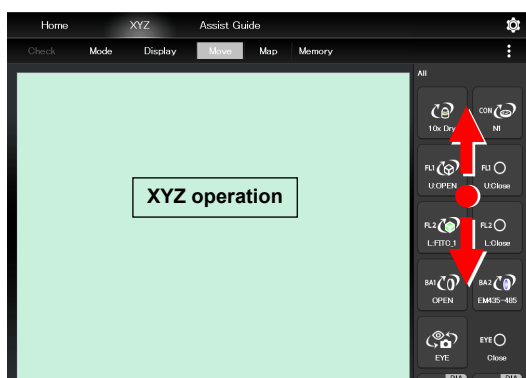 Home XYZ Assist Guide
Check Mode Display Move Map Memory
All
10x Dry
CON
N1
FL1
U:OPEN
FL1
U:Close
FL2
L:FITC_1
FL2
L:Close
BA1
OPEN
BA2
EM435-485
EYE
EYE
Close
XYZ operation